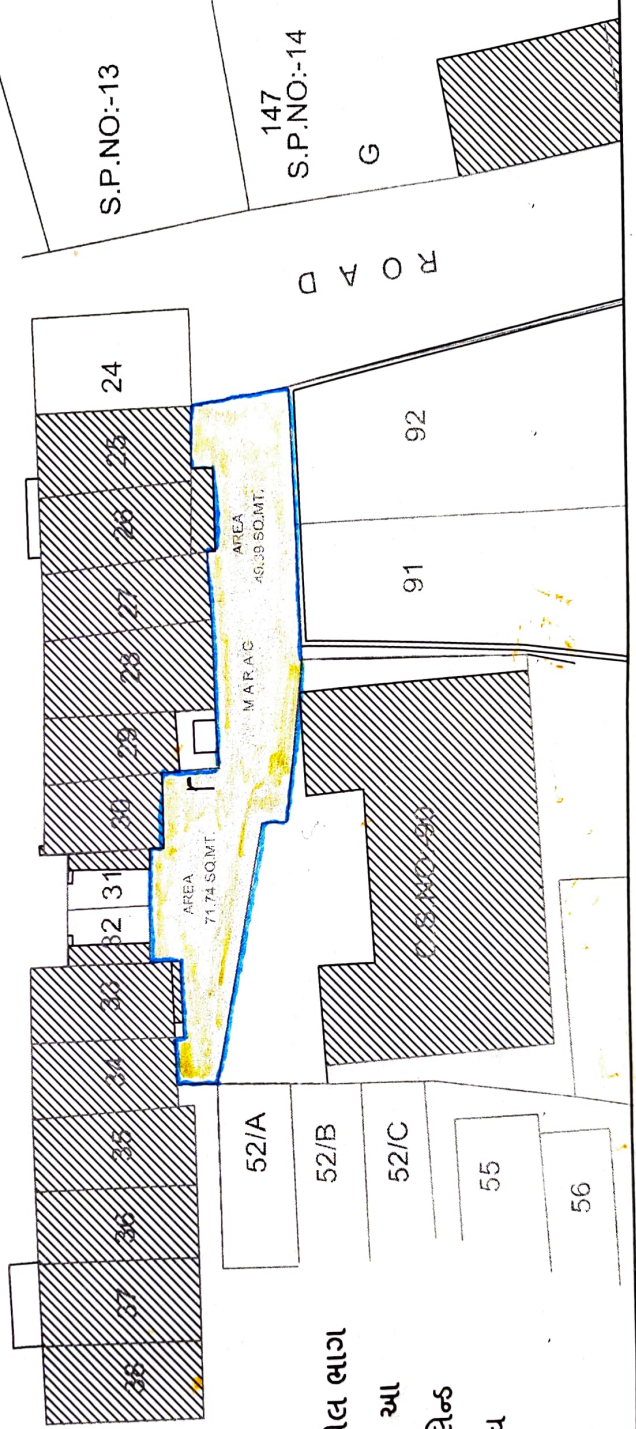 S.P.NO:-13
147
S.P.NO:-14
G
ROAD
24
25
26
27
28
29
30
31
32
33
34
35
36
37
38
AREA
49.39 SQ.MT.
MARAG
AREA
71.74 SQ.MT.
92
91
C.S.NO-90
52/A
52/B
52/C
55
56
ભાગ
આ